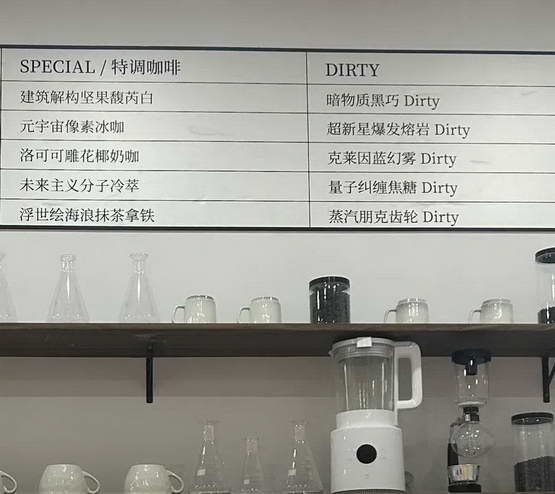 SPECIAL / 特调咖啡
建筑解构坚果馥芮白
元宇宙像素冰咖
洛可可雕花椰奶咖
未来主义分子冷萃
浮世绘海浪抹茶拿铁
DIRTY
暗物质黑巧 Dirty
超新星爆发熔岩 Dirty
克莱因蓝幻雾 Dirty
量子纠缠焦糖 Dirty
蒸汽朋克齿轮 Dirty